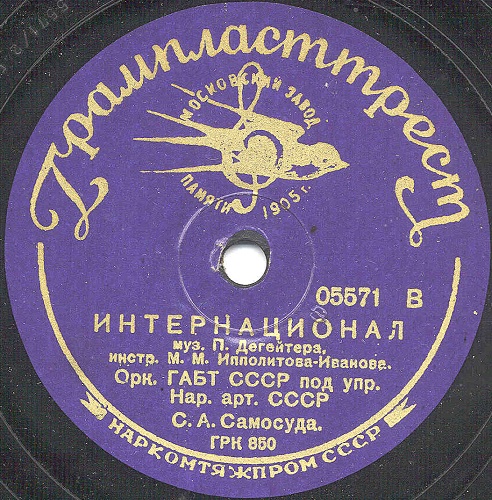 Грампласттрест
МОСКОВСКИЙ ЗАВОД
ПАМЯТИ 1905 г.
05571 В
ИНТЕРНАЦИОНАЛ
муз. П. Дегейтера,
инстр. М. М. Ипполитова-Иванова.
Орк. ГАБТ СССР под упр.
Нар. арт. СССР
С. А. Самосуда.
ГРК 850
НАРКОМТЯЖПРОМ СССР